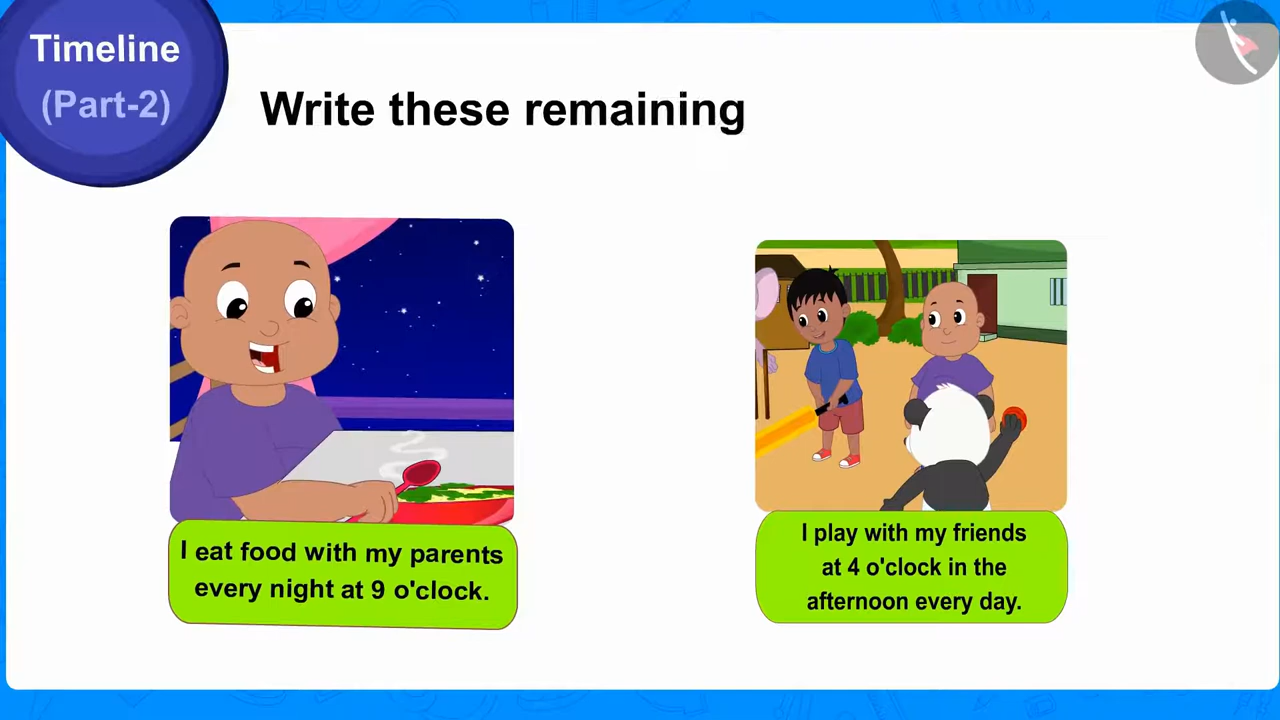 Timeline
(Part-2)
Write these remaining
I eat food with my parents
every night at 9 o'clock.
I play with my friends
at 4 o'clock in the
afternoon every day.